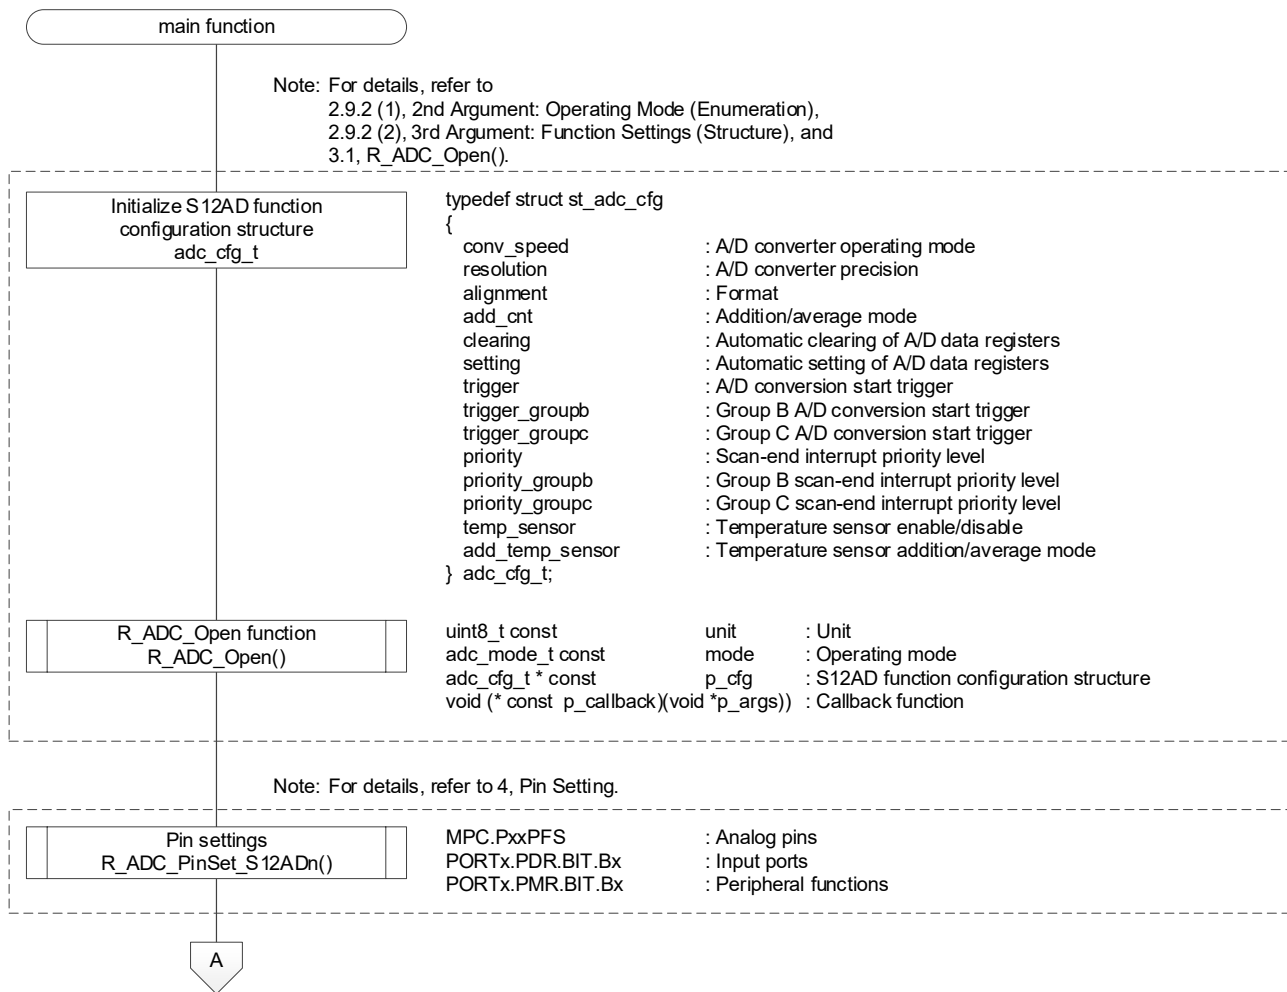 main function
Note: For details, refer to
2.9.2 (1), 2nd Argument: Operating Mode (Enumeration),
2.9.2 (2), 3rd Argument: Function Settings (Structure), and
3.1, R_ADC_Open().
Initialize S12AD function
configuration structure
adc_cfg_t
typedef struct st_adc_cfg
{
conv_speed : A/D converter operating mode
resolution : A/D converter precision
alignment : Format
add_cnt : Addition/average mode
clearing : Automatic clearing of A/D data registers
setting : Automatic setting of A/D data registers
trigger : A/D conversion start trigger
trigger_groupb : Group B A/D conversion start trigger
trigger_groupc : Group C A/D conversion start trigger
priority : Scan-end interrupt priority level
priority_groupb : Group B scan-end interrupt priority level
priority_groupc : Group C scan-end interrupt priority level
temp_sensor : Temperature sensor enable/disable
add_temp_sensor : Temperature sensor addition/average mode
} adc_cfg_t;
R_ADC_Open function
R_ADC_Open()
uint8_t const unit : Unit
adc_mode_t const mode : Operating mode
adc_cfg_t * const p_cfg : S12AD function configuration structure
void (* const p_callback)(void *p_args)) : Callback function
Note: For details, refer to 4, Pin Setting.
Pin settings
R_ADC_PinSet_S12ADn()
MPC.PxxPFS : Analog pins
PORTx.PDR.BIT.Bx : Input ports
PORTx.PMR.BIT.Bx : Peripheral functions
A